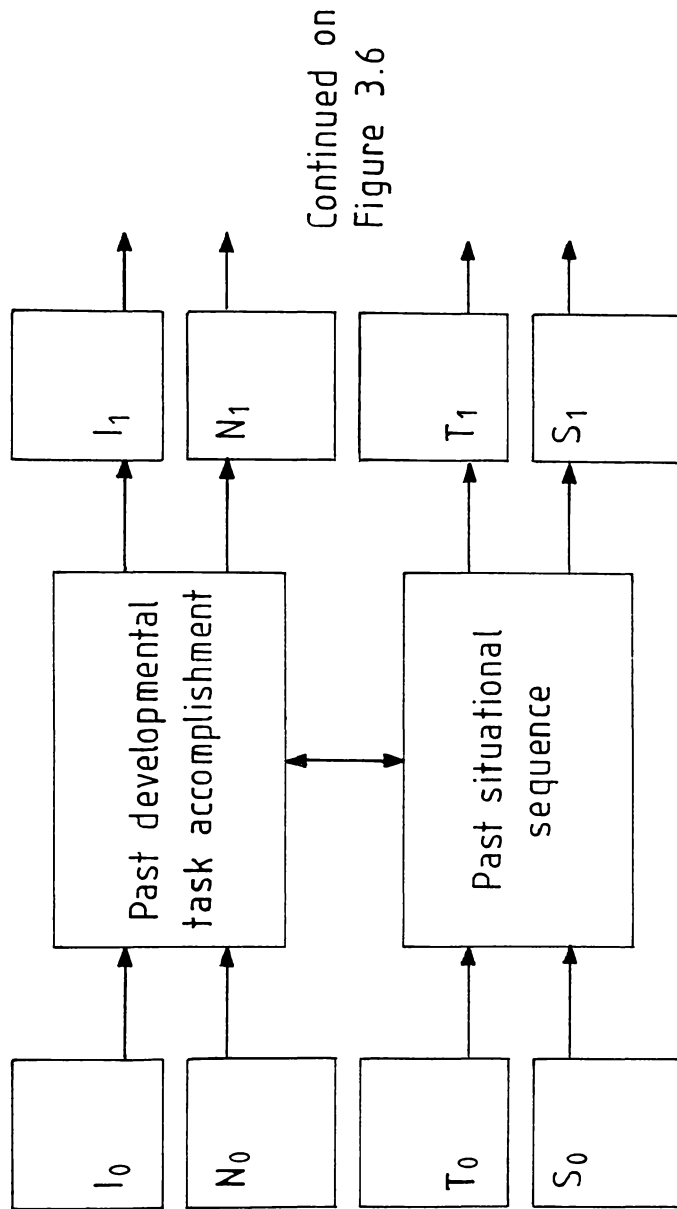 I0
N0
T0
S0
Past developmental
task accomplishment
Past situational
sequence
I1
N1
T1
S1
Continued on
Figure 3.6